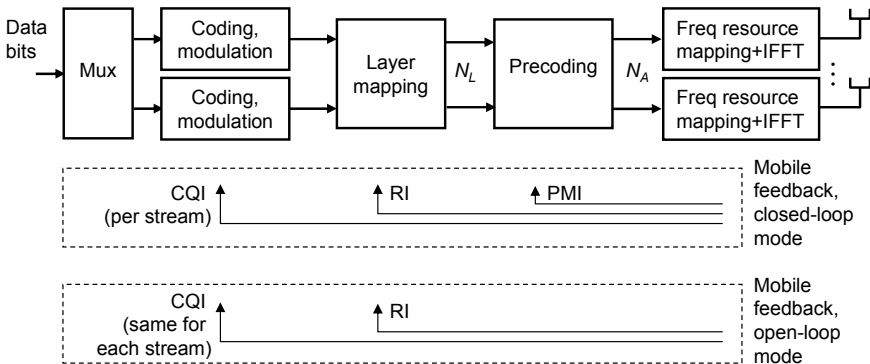 Data
bits
Mux
Coding,
modulation
Coding,
modulation
Layer
mapping
N_L
Precoding
N_A
Freq resource
mapping+IFFT
Freq resource
mapping+IFFT
CQI
(per stream)
RI
PMI
Mobile
feedback,
closed-loop
mode
CQI
(same for
each stream)
RI
Mobile
feedback,
open-loop
mode